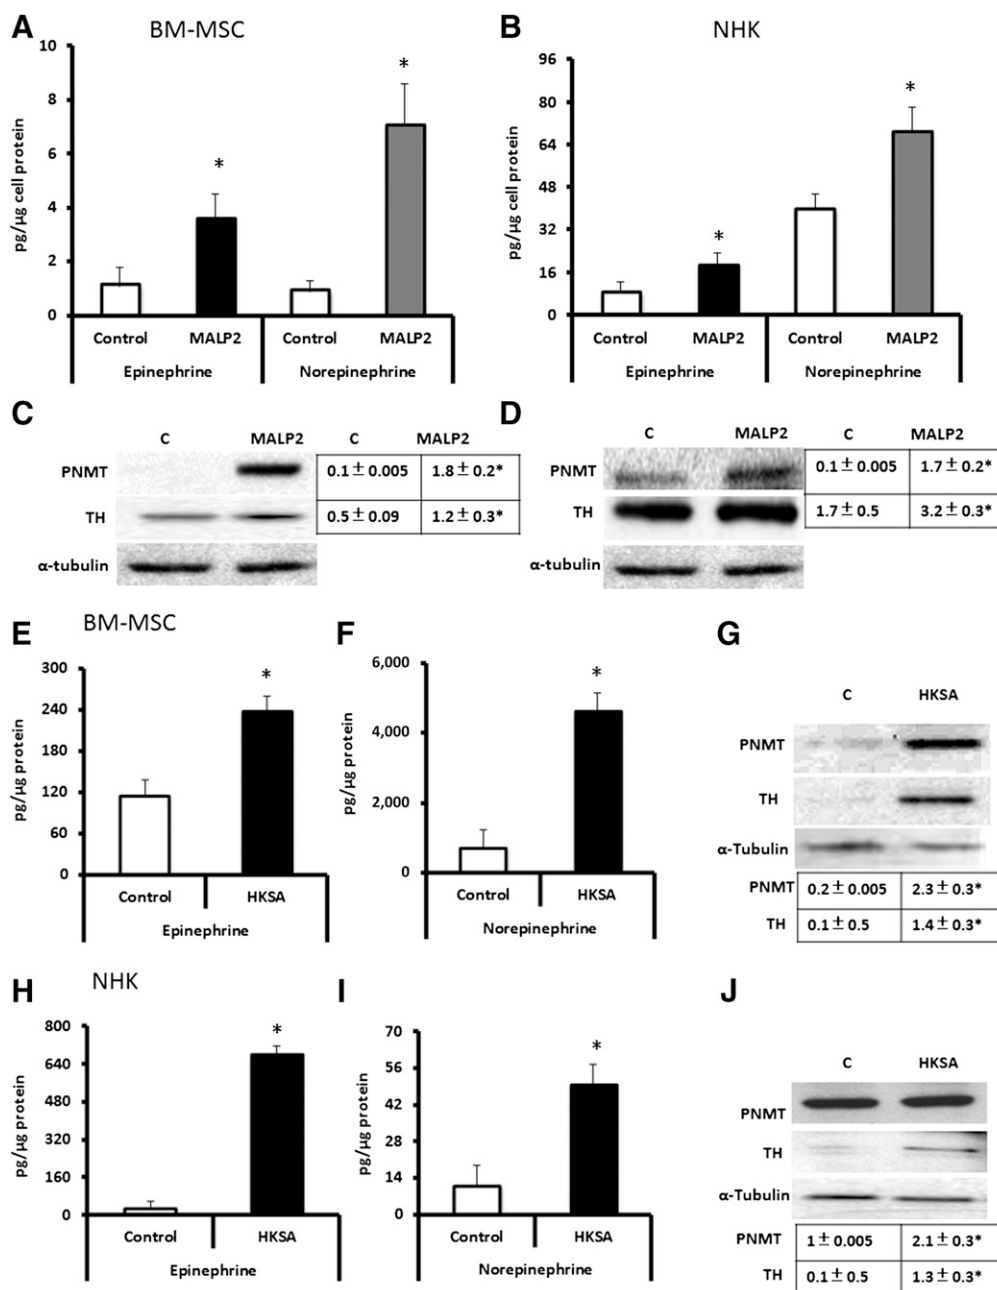 A BM-MSC
pg/µg cell protein
10
8
6
4
2
0
* *
Control MALP2 Control MALP2
Epinephrine Norepinephrine
B NHK
pg/µg cell protein
96
80
64
48
32
16
0
* *
Control MALP2 Control MALP2
Epinephrine Norepinephrine
C
C MALP2 C MALP2
PNMT 0.1 ± 0.005 1.8 ± 0.2*
TH 0.5 ± 0.09 1.2 ± 0.3*
α-tubulin
D
C MALP2 C MALP2
PNMT 0.1 ± 0.005 1.7 ± 0.2*
TH 1.7 ± 0.5 3.2 ± 0.3*
α-tubulin
E BM-MSC
pg/µg protein
300
240
180
120
60
0
*
Control HKSA
Epinephrine
F
pg/µg protein
6,000
4,000
2,000
0
*
Control HKSA
Norepinephrine
G
C HKSA
PNMT
TH
α-Tubulin
PNMT 0.2 ± 0.005 2.3 ± 0.3*
TH 0.1 ± 0.5 1.4 ± 0.3*
H NHK
pg/µg protein
800
640
480
320
160
0
*
Control HKSA
Epinephrine
I
pg/µg protein
70
56
42
28
14
0
*
Control HKSA
Norepinephrine
J
C HKSA
PNMT
TH
α-Tubulin
PNMT 1 ± 0.005 2.1 ± 0.3*
TH 0.1 ± 0.5 1.3 ± 0.3*